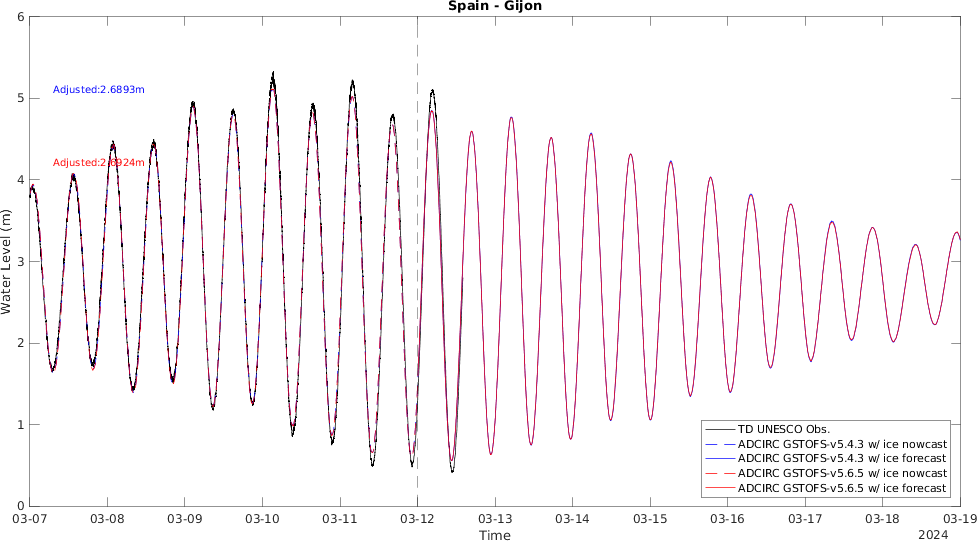 Spain - Gijon
6
5
4
3
2
1
0
Water Level (m)
Adjusted:2.6893m
Adjusted:2.6924m
TD UNESCO Obs.
ADCIRC GSTOFS-v5.4.3 w/ ice nowcast
ADCIRC GSTOFS-v5.4.3 w/ ice forecast
ADCIRC GSTOFS-v5.6.5 w/ ice nowcast
ADCIRC GSTOFS-v5.6.5 w/ ice forecast
03-07 03-08 03-09 03-10 03-11 03-12 03-13 03-14 03-15 03-16 03-17 03-18 03-19
Time
2024